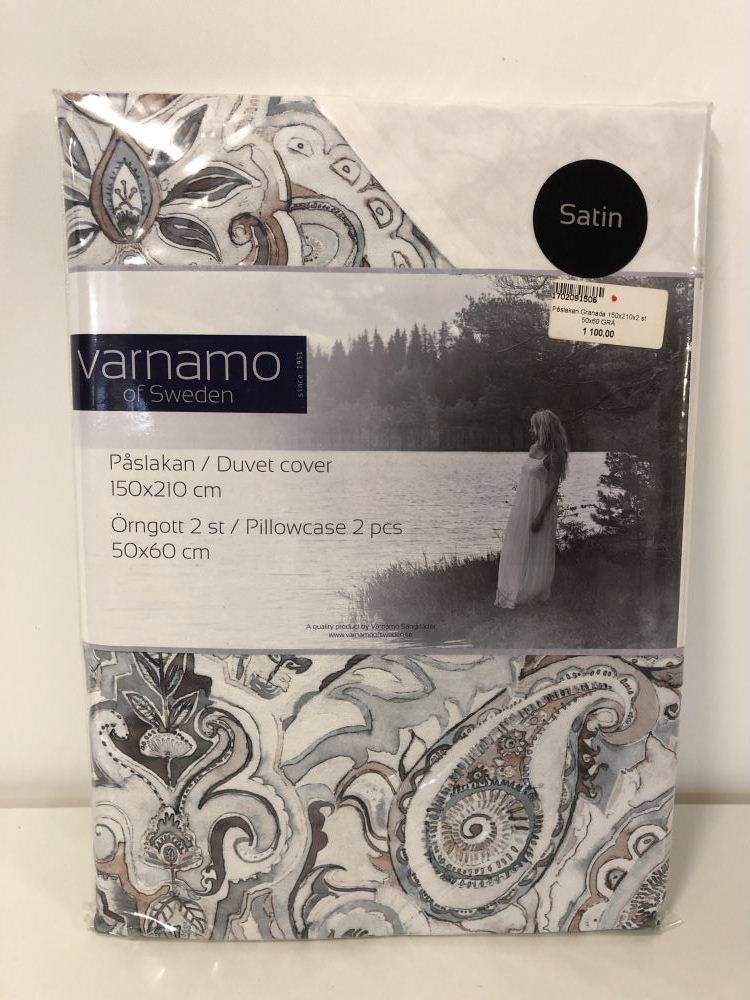 Satin
1702091506
Påslakan Granada 150x210x2 st
50x60 GRÅ
1 100,00
varnamo
of Sweden
since 1951
Påslakan / Duvet cover
150x210 cm
Örngott 2 st / Pillowcase 2 pcs
50x60 cm
A quality product by Värnamo Sängkläder
www.varnamoofsweden.se